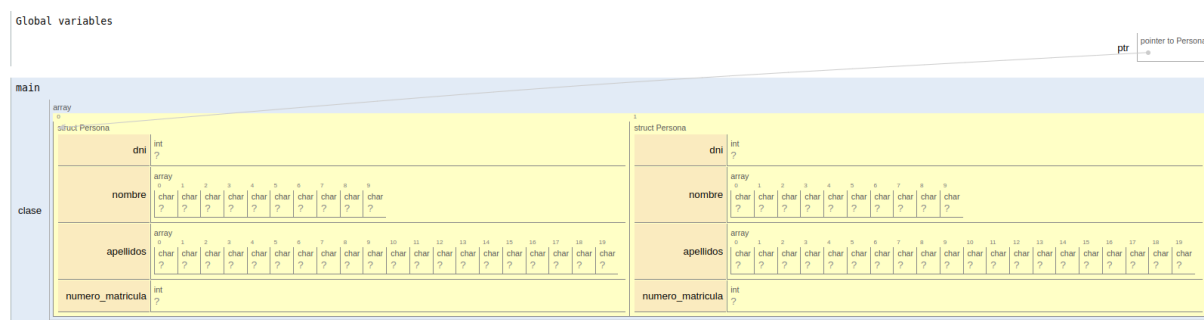 Global variables
ptr
pointer to Persona
main
array
0 1
struct Persona struct Persona
dni int dni int
? ?
array array
0 1 2 3 4 5 6 7 8 9 0 1 2 3 4 5 6 7 8 9
nombre char char char char char char char char char char nombre char char char char char char char char char char
? ? ? ? ? ? ? ? ? ? ? ? ? ? ? ? ? ? ? ?
clase
array array
0 1 2 3 4 5 6 7 8 9 10 11 12 13 14 15 16 17 18 19 0 1 2 3 4 5 6 7 8 9 10 11 12 13 14 15 16 17 18 19
apellidos char char char char char char char char char char char char char char char char char char char char apellidos char char char char char char char char char char char char char char char char char char char char
? ? ? ? ? ? ? ? ? ? ? ? ? ? ? ? ? ? ? ? ? ? ? ? ? ? ? ? ? ? ? ? ? ? ? ? ? ? ? ?
numero_matricula int numero_matricula int
? ?